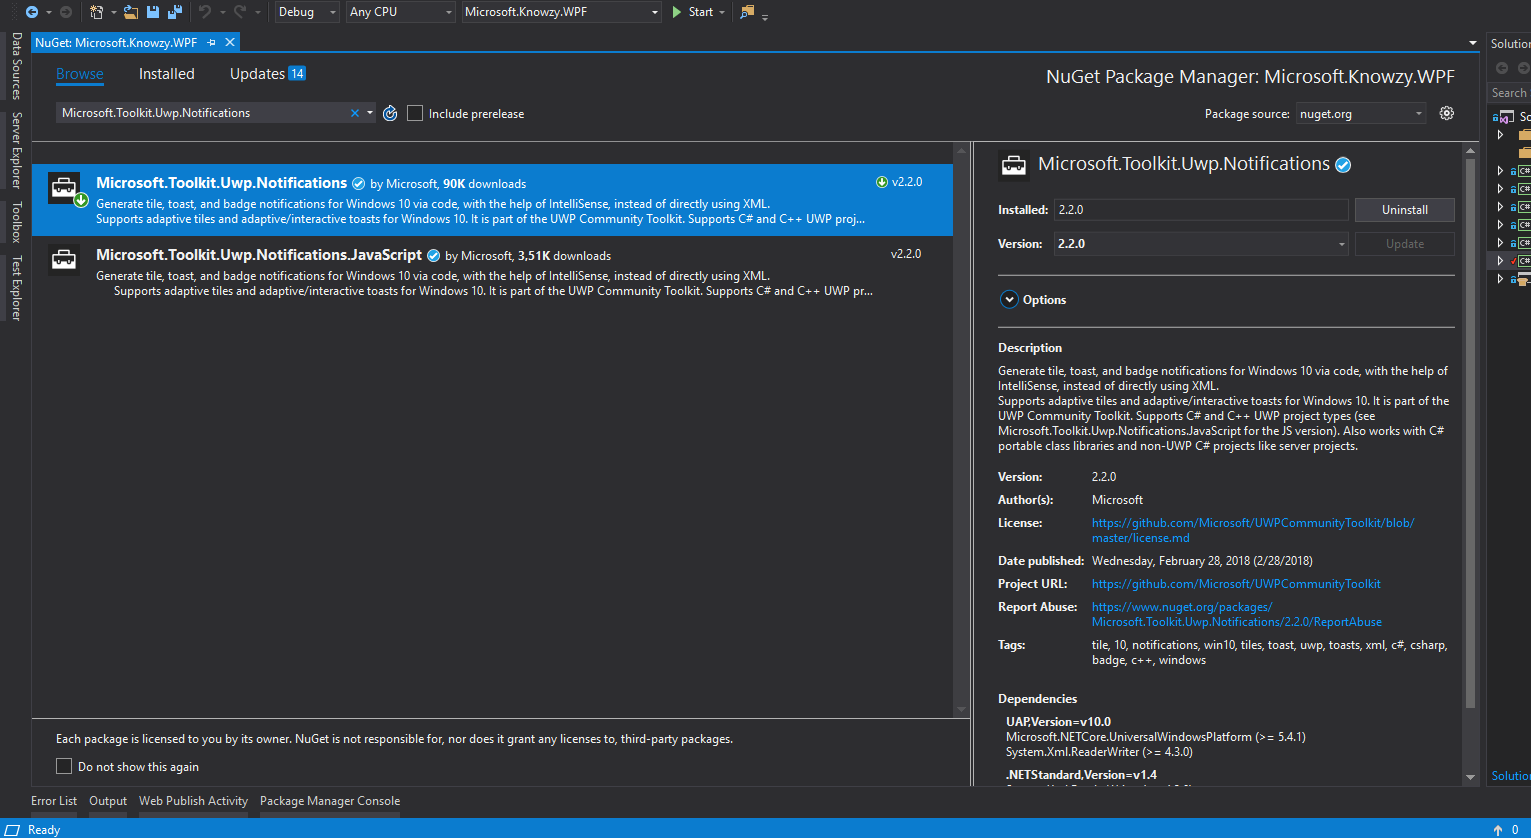 Debug
Any CPU
Microsoft.Knowzy.WPF
Start
NuGet: Microsoft.Knowzy.WPF
Data Sources
Server Explorer
Toolbox
Test Explorer
Browse
Installed
Updates 14
NuGet Package Manager: Microsoft.Knowzy.WPF
Microsoft.Toolkit.Uwp.Notifications
Include prerelease
Package source: nuget.org
Microsoft.Toolkit.Uwp.Notifications by Microsoft, 90K downloads
v2.2.0
Generate tile, toast, and badge notifications for Windows 10 via code, with the help of IntelliSense, instead of directly using XML.
Supports adaptive tiles and adaptive/interactive toasts for Windows 10. It is part of the UWP Community Toolkit. Supports C# and C++ UWP proj...
Microsoft.Toolkit.Uwp.Notifications.JavaScript by Microsoft, 3,51K downloads
v2.2.0
Generate tile, toast, and badge notifications for Windows 10 via code, with the help of IntelliSense, instead of directly using XML.
Supports adaptive tiles and adaptive/interactive toasts for Windows 10. It is part of the UWP Community Toolkit. Supports C# and C++ UWP pr...
Each package is licensed to you by its owner. NuGet is not responsible for, nor does it grant any licenses to, third-party packages.
Do not show this again
Microsoft.Toolkit.Uwp.Notifications
Installed: 2.2.0
Uninstall
Version: 2.2.0
Update
Options
Description
Generate tile, toast, and badge notifications for Windows 10 via code, with the help of
IntelliSense, instead of directly using XML.
Supports adaptive tiles and adaptive/interactive toasts for Windows 10. It is part of the
UWP Community Toolkit. Supports C# and C++ UWP project types (see
Microsoft.Toolkit.Uwp.Notifications.JavaScript for the JS version). Also works with C#
portable class libraries and non-UWP C# projects like server projects.
Version: 2.2.0
Author(s): Microsoft
License: https://github.com/Microsoft/UWPCommunityToolkit/blob/
master/license.md
Date published: Wednesday, February 28, 2018 (2/28/2018)
Project URL: https://github.com/Microsoft/UWPCommunityToolkit
Report Abuse: https://www.nuget.org/packages/
Microsoft.Toolkit.Uwp.Notifications/2.2.0/ReportAbuse
Tags: tile, 10, notifications, win10, tiles, toast, uwp, toasts, xml, c#, csharp,
badge, c++, windows
Dependencies
UAP,Version=v10.0
Microsoft.NETCore.UniversalWindowsPlatform (>= 5.4.1)
System.Xml.ReaderWriter (>= 4.3.0)
.NETStandard,Version=v1.4
Solution
Search
So
C#
C#
C#
C#
C#
C#
Solutio
Error List
Output
Web Publish Activity
Package Manager Console
Ready
0